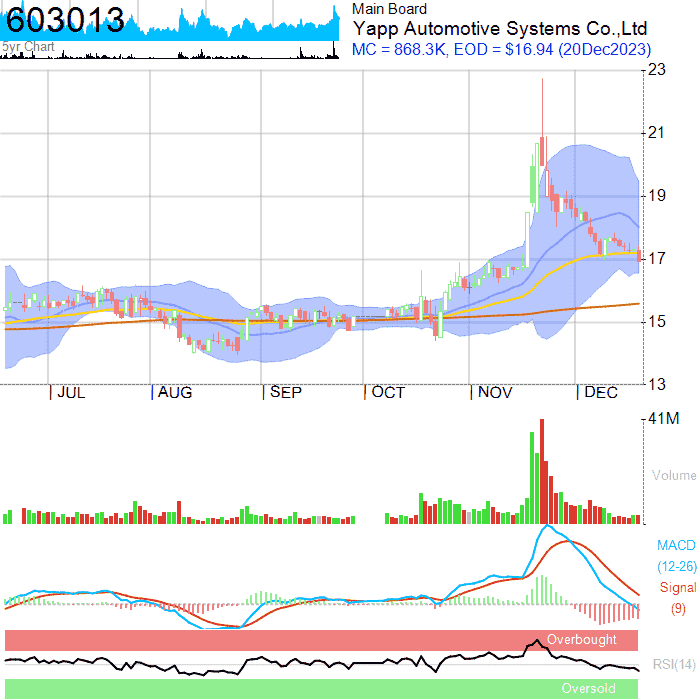 603013
5yr Chart
Main Board
Yapp Automotive Systems Co.,Ltd
MC = 868.3K, EOD = $16.94 (20Dec2023)
23
21
19
17
15
13
JUL AUG SEP OCT NOV DEC
41M
Volume
MACD
(12-26)
Signal
(9)
Overbought
RSI(14)
Oversold